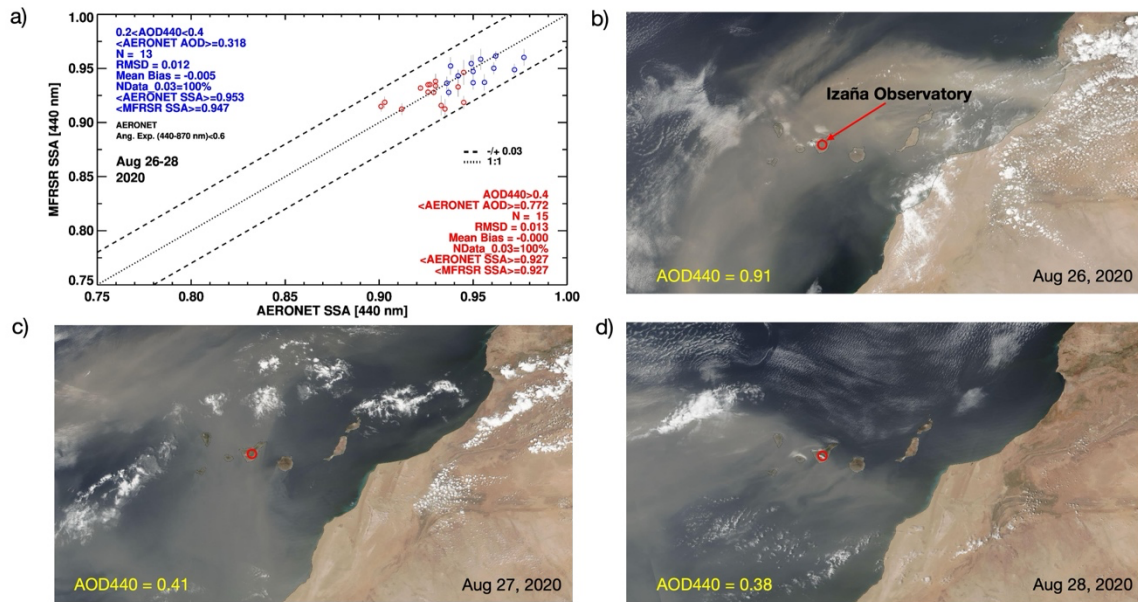 a)
1.00
0.95
0.90
0.85
0.80
0.75
MFRSR SSA [440 nm]
0.2<AOD440<0.4
<AERONET AOD>=0.318
N = 13
RMSD = 0.012
Mean Bias = -0.005
NData_0.03=100%
<AERONET SSA>=0.953
<MFRSR SSA>=0.947
AERONET
Ang. Exp. (440-870 nm)<0.6
Aug 26-28
2020
-/+ 0.03
1:1
AOD440>0.4
<AERONET AOD>=0.772
N = 15
RMSD = 0.013
Mean Bias = -0.000
NData_0.03=100%
<AERONET SSA>=0.927
<MFRSR SSA>=0.927
0.75 0.80 0.85 0.90 0.95 1.00
AERONET SSA [440 nm]
b)
Izaña Observatory
AOD440 = 0.91
Aug 26, 2020
c)
AOD440 = 0.41
Aug 27, 2020
d)
AOD440 = 0.38
Aug 28, 2020